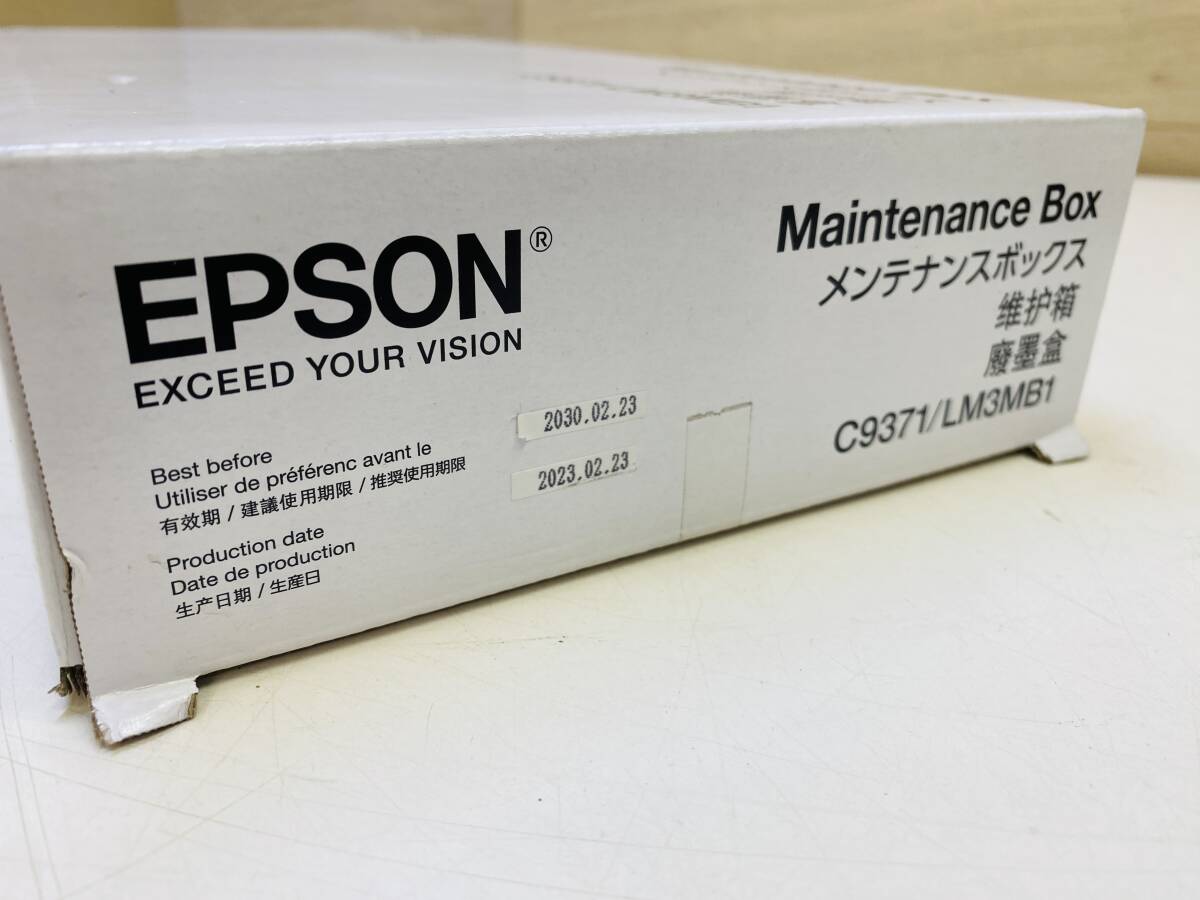 EPSON®
EXCEED YOUR VISION
Maintenance Box
メンテナンスボックス
维护箱
廢墨盒
C9371/LM3MB1
Best before
Utiliser de préférenc avant le
有效期 / 建議使用期限 / 推奨使用期限
2030.02.23
Production date
Date de production
生产日期 / 生産日
2023.02.23